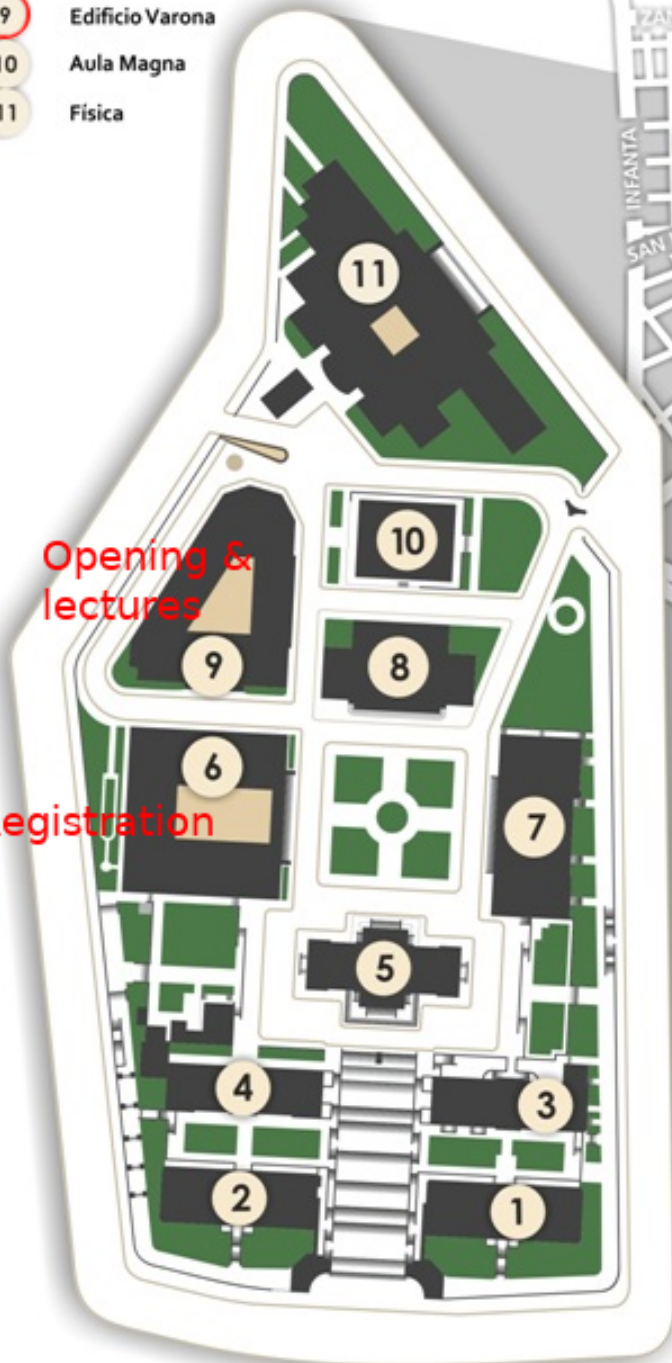 9 Edificio Varona
10 Aula Magna
11 Física
INFANTA
SAN
11
10
Opening &
lectures
9
8
6
Registration
7
5
4
3
2
1